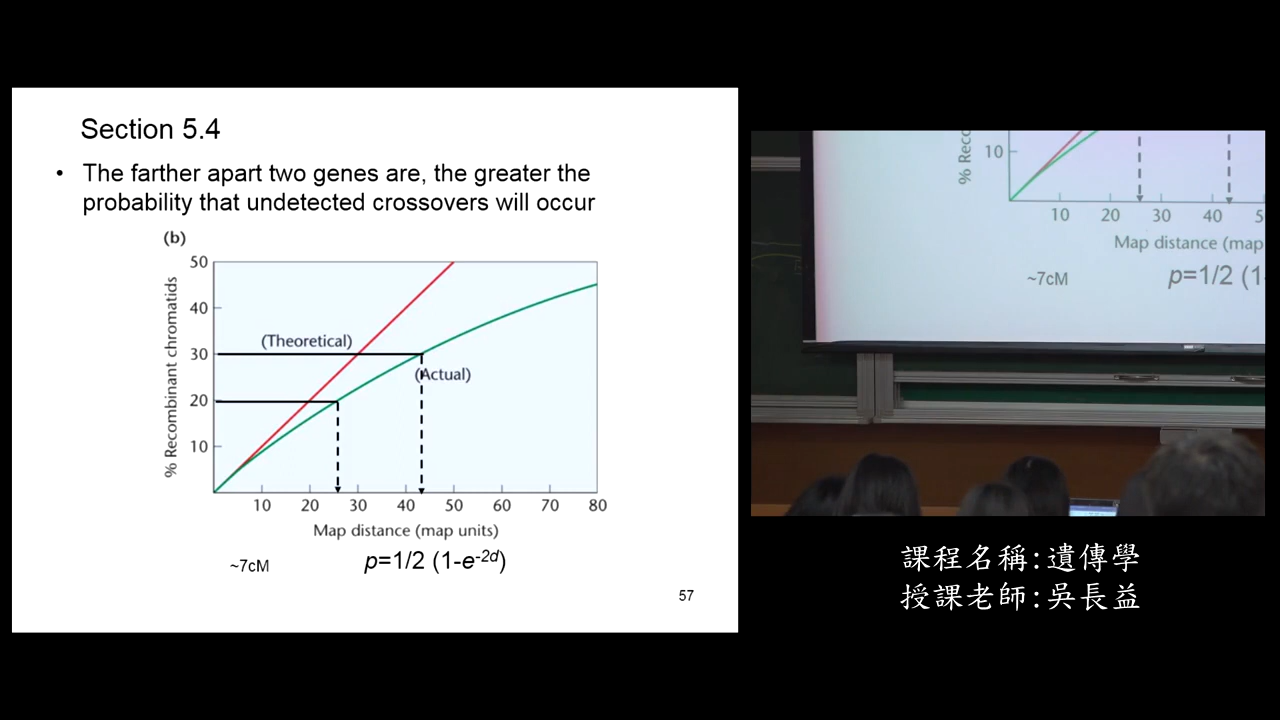 Section 5.4
• The farther apart two genes are, the greater the
probability that undetected crossovers will occur
(b)
% Recombinant chromatids
50
40
30
20
10
(Theoretical)
(Actual)
10 20 30 40 50 60 70 80
Map distance (map units)
~7cM
p=1/2 (1-e^-2d)
57
% Reco
10
10 20 30 40 5
Map distance (map
~7cM
p=1/2 (1-
課程名稱:遺傳學
授課老師:吳長益